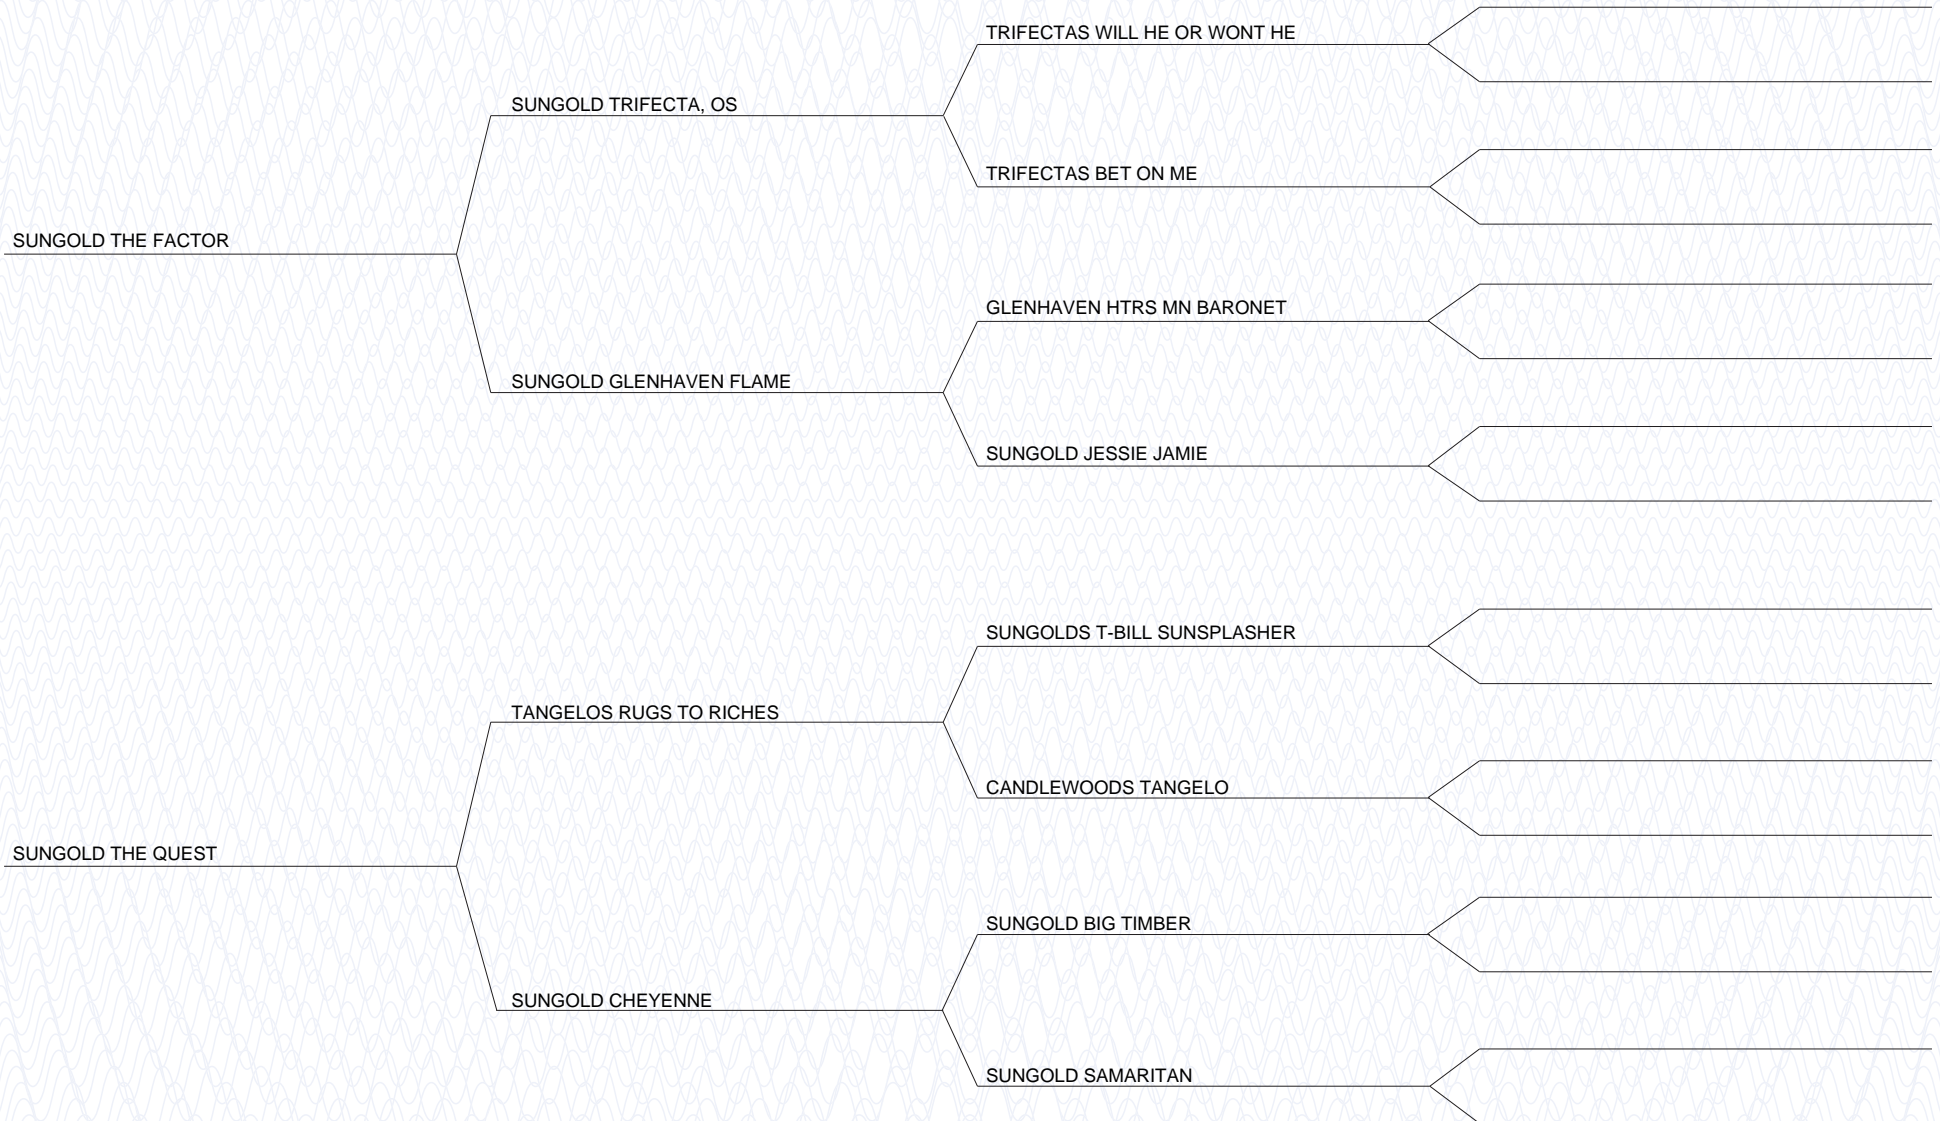 TRIFECTAS WILL HE OR WONT HE
SUNGOLD TRIFECTA, OS
TRIFECTAS BET ON ME
SUNGOLD THE FACTOR
GLENHAVEN HTRS MN BARONET
SUNGOLD GLENHAVEN FLAME
SUNGOLD JESSIE JAMIE
SUNGOLDS T-BILL SUNSPLASHER
TANGELOS RUGS TO RICHES
CANDLEWOODS TANGELO
SUNGOLD THE QUEST
SUNGOLD BIG TIMBER
SUNGOLD CHEYENNE
SUNGOLD SAMARITAN